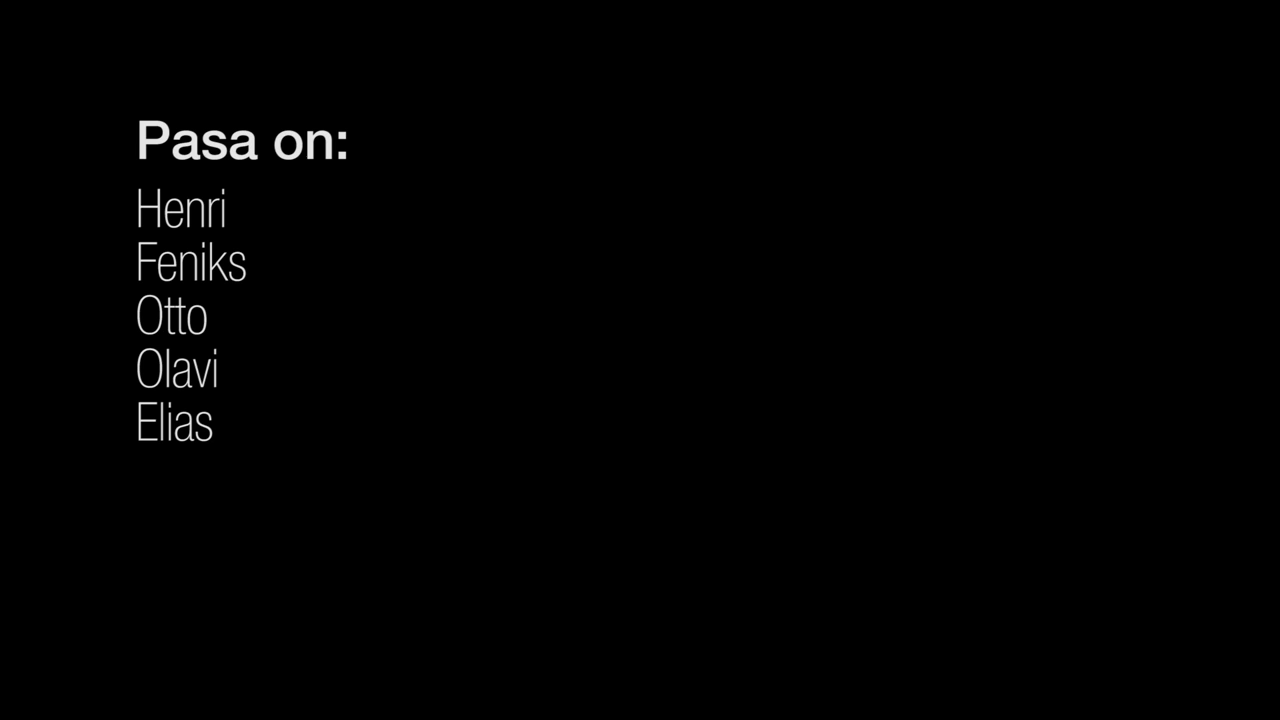 Pasa on:
Henri
Feniks
Otto
Olavi
Elias